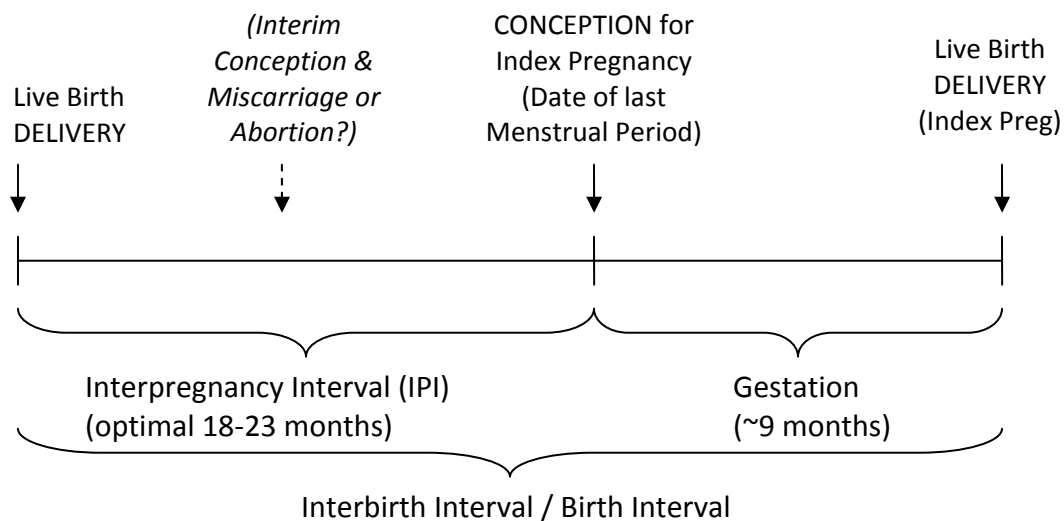 Live Birth
DELIVERY
(Interim
Conception &
Miscarriage or
Abortion?)
CONCEPTION for
Index Pregnancy
(Date of last
Menstrual Period)
Live Birth
DELIVERY
(Index Preg)
Interpregnancy Interval (IPI)
(optimal 18-23 months)
Gestation
(~9 months)
Interbirth Interval / Birth Interval